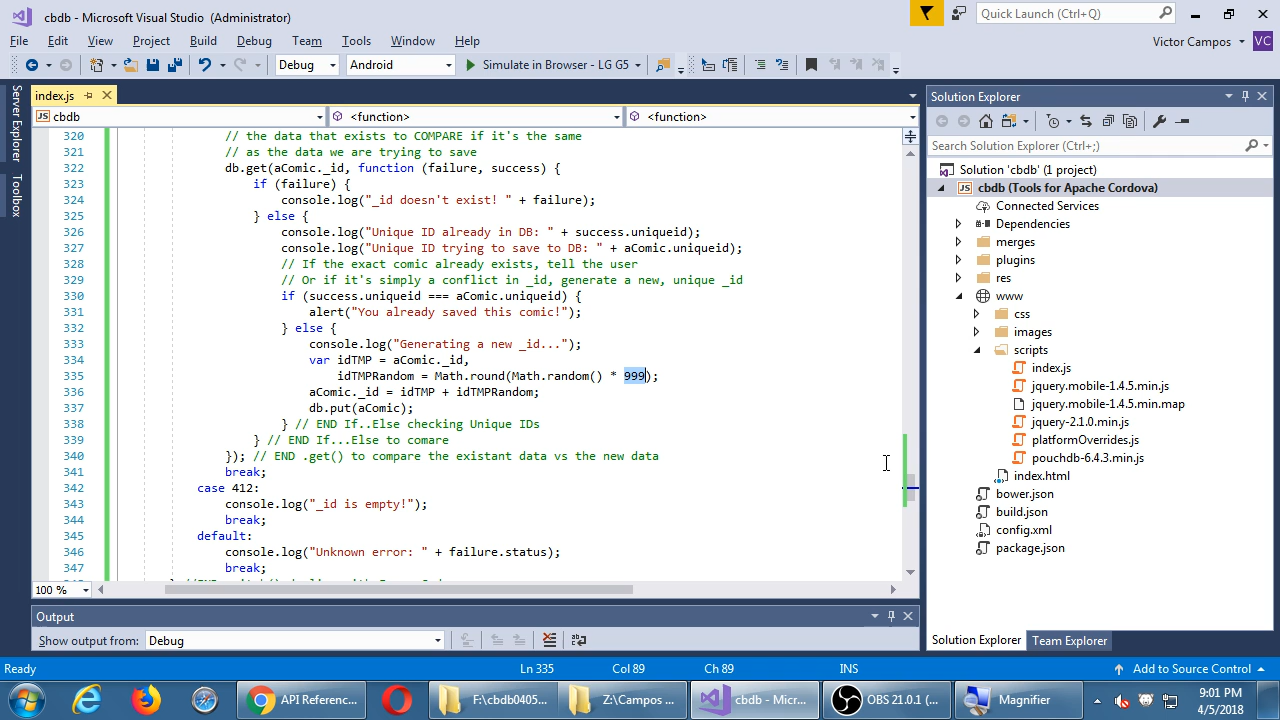 cbdb - Microsoft Visual Studio (Administrator)
Quick Launch (Ctrl+Q)
File Edit View Project Build Debug Team Tools Window Help
Victor Campos VC
Debug Android Simulate in Browser - LG G5
Server Explorer
Toolbox
index.js
JS cbdb <function> <function>
320 // the data that exists to COMPARE if it's the same
321 // as the data we are trying to save
322 db.get(aComic._id, function (failure, success) {
323 if (failure) {
324 console.log("_id doesn't exist! " + failure);
325 } else {
326 console.log("Unique ID already in DB: " + success.uniqueid);
327 console.log("Unique ID trying to save to DB: " + aComic.uniqueid);
328 // If the exact comic already exists, tell the user
329 // Or if it's simply a conflict in _id, generate a new, unique _id
330 if (success.uniqueid === aComic.uniqueid) {
331 alert("You already saved this comic!");
332 } else {
333 console.log("Generating a new _id...");
334 var idTMP = aComic._id,
335 idTMPRandom = Math.round(Math.random() * 999);
336 aComic._id = idTMP + idTMPRandom;
337 db.put(aComic);
338 } // END If..Else checking Unique IDs
339 } // END If...Else to comare
340 }); // END .get() to compare the existant data vs the new data
341 break;
342 case 412:
343 console.log("_id is empty!");
344 break;
345 default:
346 console.log("Unknown error: " + failure.status);
347 break;
100 %
Output
Show output from: Debug
Solution Explorer
Search Solution Explorer (Ctrl+;)
Solution 'cbdb' (1 project)
JS cbdb (Tools for Apache Cordova)
Connected Services
Dependencies
merges
plugins
res
www
css
images
scripts
index.js
jquery.mobile-1.4.5.min.js
jquery.mobile-1.4.5.min.map
jquery-2.1.0.min.js
platformOverrides.js
pouchdb-6.4.3.min.js
index.html
bower.json
build.json
config.xml
package.json
Solution Explorer Team Explorer
Ready Ln 335 Col 89 Ch 89 INS Add to Source Control
API Referenc... F:\cbdb0405... Z:\Campos ... cbdb - Micr... OBS 21.0.1 (... Magnifier
9:01 PM
4/5/2018